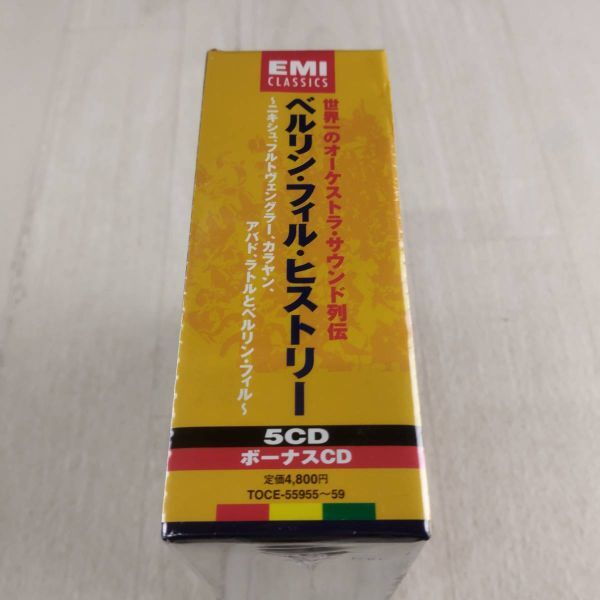 EMI
CLASSICS
世界一のオーケストラ・サウンド列伝
ベルリン・フィル・ヒストリー
〜ニキシュ、フルトヴェングラー、カラヤン、
アバド、ラトルとベルリン・フィル〜
5CD
ボーナスCD
定価4,800円
TOCE-55955〜59